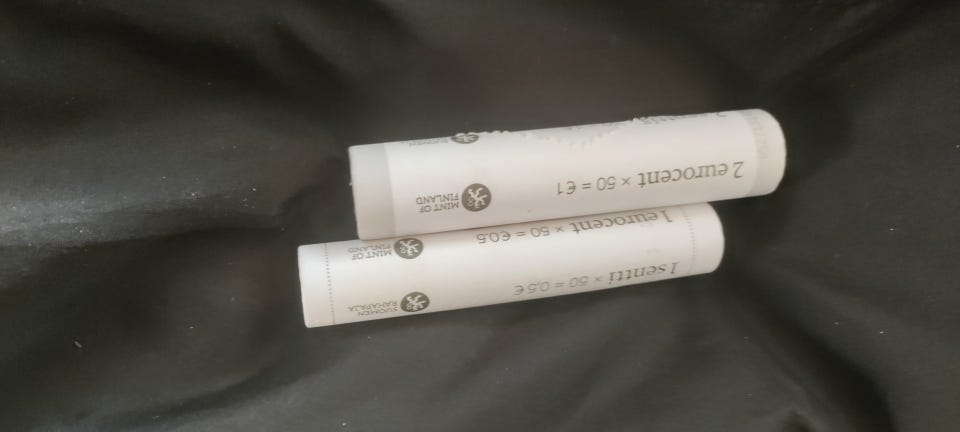 1 sentti × 50 = 0,5 €
SUOMEN
RAHAPAJA
1 eurocent × 50 = €0.5
MINT OF
FINLAND
2 eurocent × 50 = €1
MINT OF
FINLAND